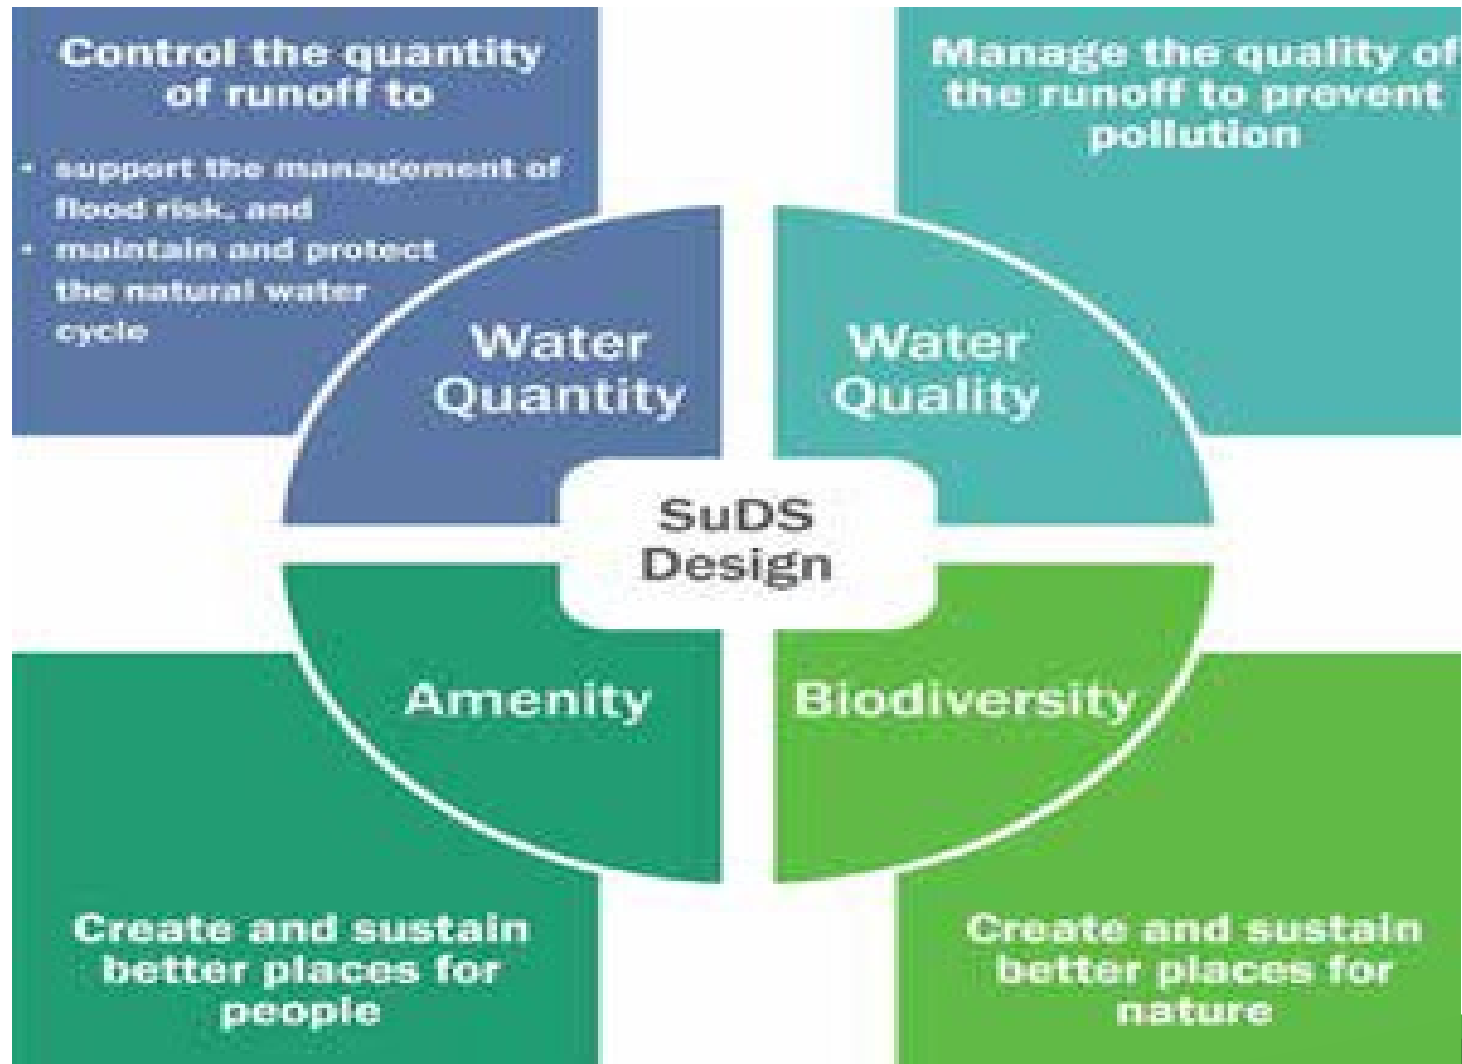 Control the quantity
of runoff to
• support the management of
flood risk, and
• maintain and protect
the natural water
cycle
Manage the quality of
the runoff to prevent
pollution
Water
Quantity
Water
Quality
SuDS
Design
Amenity
Biodiversity
Create and sustain
better places for
people
Create and sustain
better places for
nature